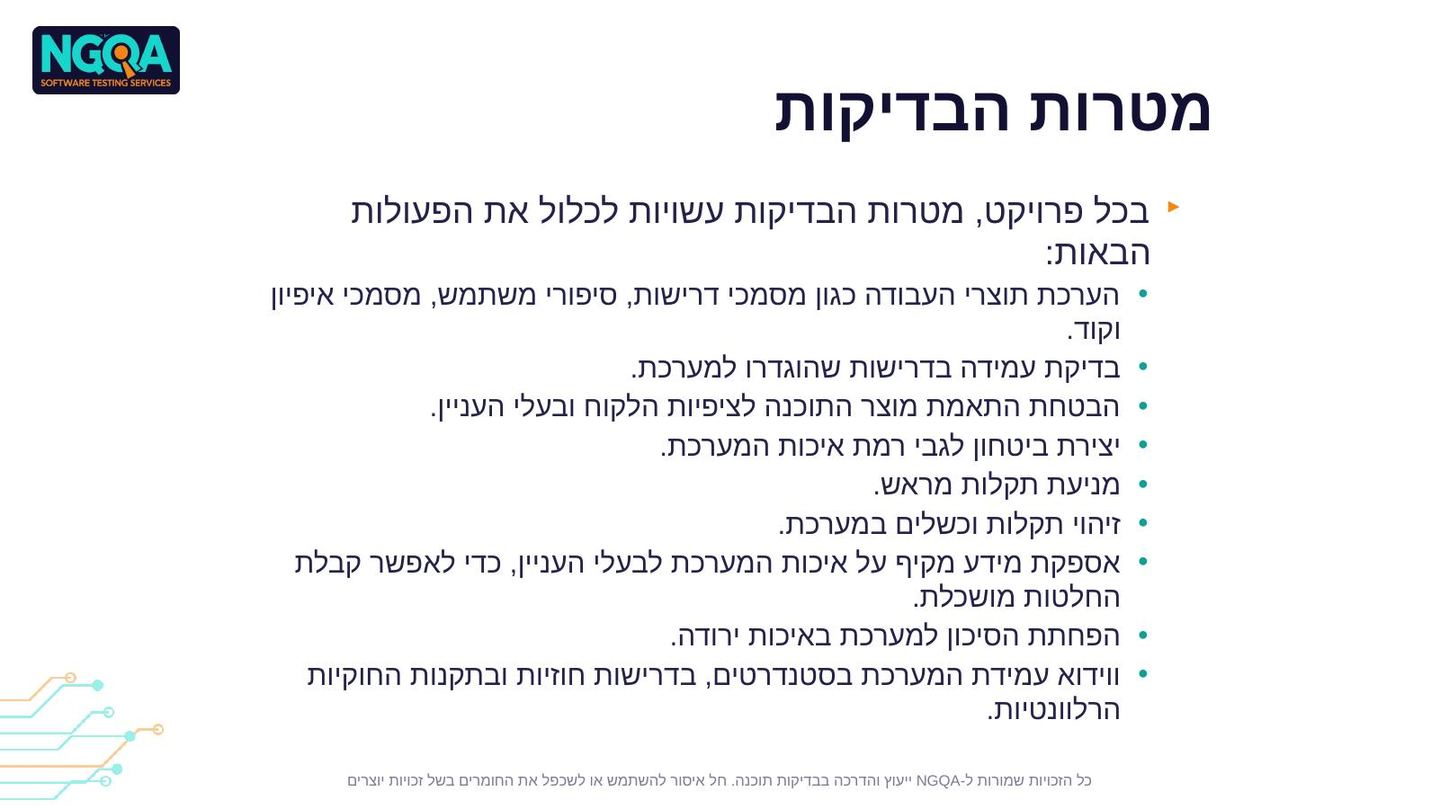 NGQA
SOFTWARE TESTING SERVICES
מטרות הבדיקות
בכל פרויקט, מטרות הבדיקות עשויות לכלול את הפעולות
הבאות:
הערכת תוצרי העבודה כגון מסמכי דרישות, סיפורי משתמש, מסמכי איפיון
וקוד.
בדיקת עמידה בדרישות שהוגדרו למערכת.
הבטחת התאמת מוצר התוכנה לציפיות הלקוח ובעלי העניין.
יצירת ביטחון לגבי רמת איכות המערכת.
מניעת תקלות מראש.
זיהוי תקלות וכשלים במערכת.
אספקת מידע מקיף על איכות המערכת לבעלי העניין, כדי לאפשר קבלת
החלטות מושכלת.
הפחתת הסיכון למערכת באיכות ירודה.
ווידוא עמידת המערכת בסטנדרטים, בדרישות חוזיות ובתקנות החוקיות
הרלוונטיות.
כל הזכויות שמורות ל-NGQA ייעוץ והדרכה בבדיקות תוכנה. חל איסור להשתמש או לשכפל את החומרים בשל זכויות יוצרים